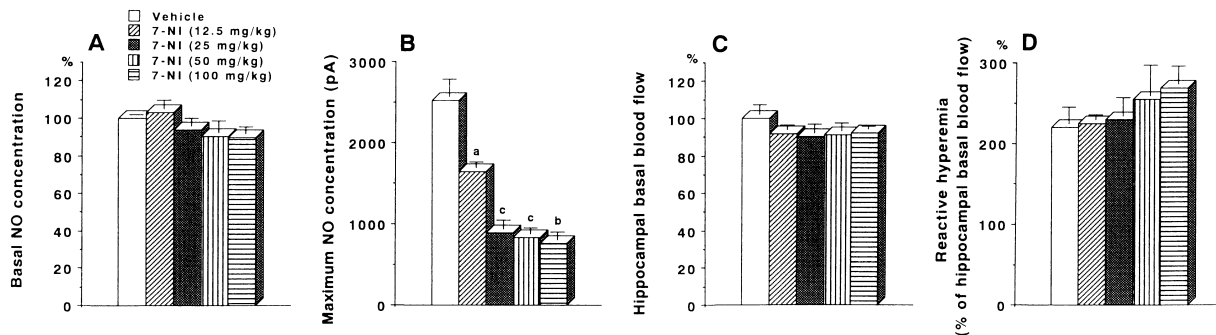 Vehicle
7-NI (12.5 mg/kg)
7-NI (25 mg/kg)
7-NI (50 mg/kg)
7-NI (100 mg/kg)
A
%
120
100
80
60
40
20
0
Basal NO concentration
B
3000
2000
1000
0
Maximum NO concentration (pA)
a
c
c
b
C
%
120
100
80
60
40
20
0
Hippocampal basal blood flow
D
%
300
200
100
0
Reactive hyperemia
(% of hippocampal basal blood flow)